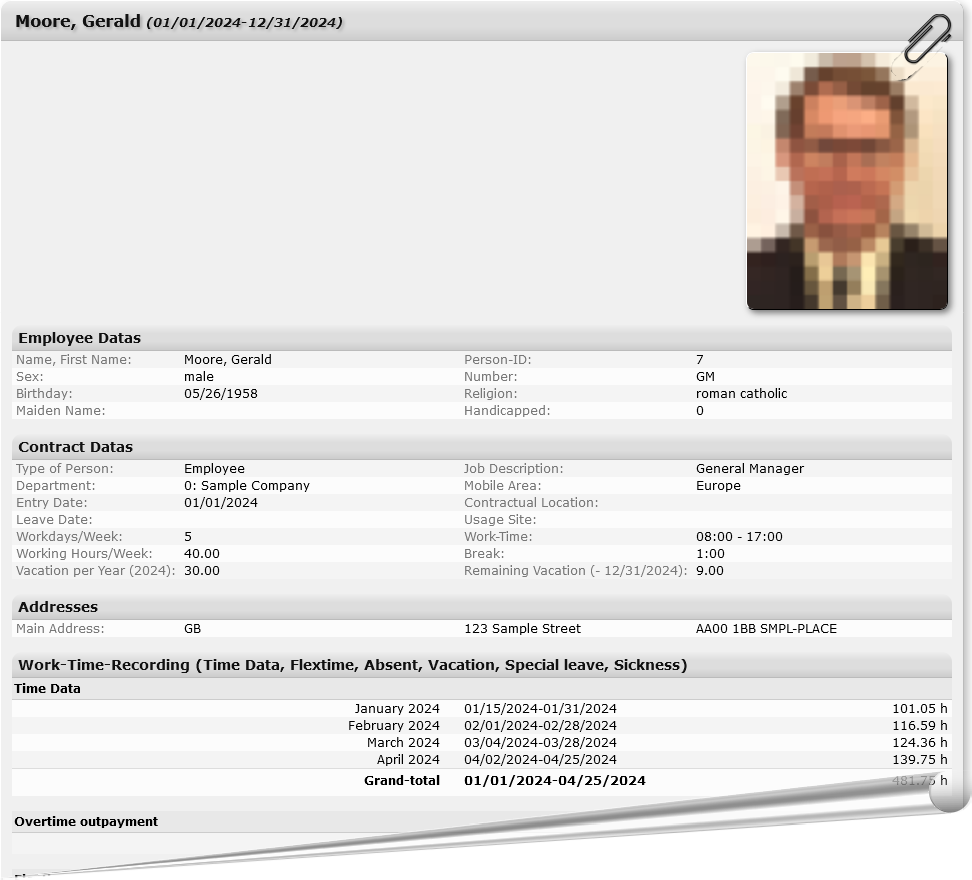 Moore, Gerald (01/01/2024-12/31/2024)
Employee Datas
Name, First Name: Moore, Gerald Person-ID: 7
Sex: male Number: GM
Birthday: 05/26/1958 Religion: roman catholic
Maiden Name: Handicapped: 0
Contract Datas
Type of Person: Employee Job Description: General Manager
Department: 0: Sample Company Mobile Area: Europe
Entry Date: 01/01/2024 Contractual Location:
Leave Date: Usage Site:
Workdays/Week: 5 Work-Time: 08:00 - 17:00
Working Hours/Week: 40.00 Break: 1:00
Vacation per Year (2024): 30.00 Remaining Vacation (- 12/31/2024): 9.00
Addresses
Main Address: GB 123 Sample Street AA00 1BB SMPL-PLACE
Work-Time-Recording (Time Data, Flextime, Absent, Vacation, Special leave, Sickness)
Time Data
January 2024 01/15/2024-01/31/2024 101.05 h
February 2024 02/01/2024-02/28/2024 116.59 h
March 2024 03/04/2024-03/28/2024 124.36 h
April 2024 04/02/2024-04/25/2024 139.75 h
Grand-total 01/01/2024-04/25/2024 481.75 h
Overtime outpayment